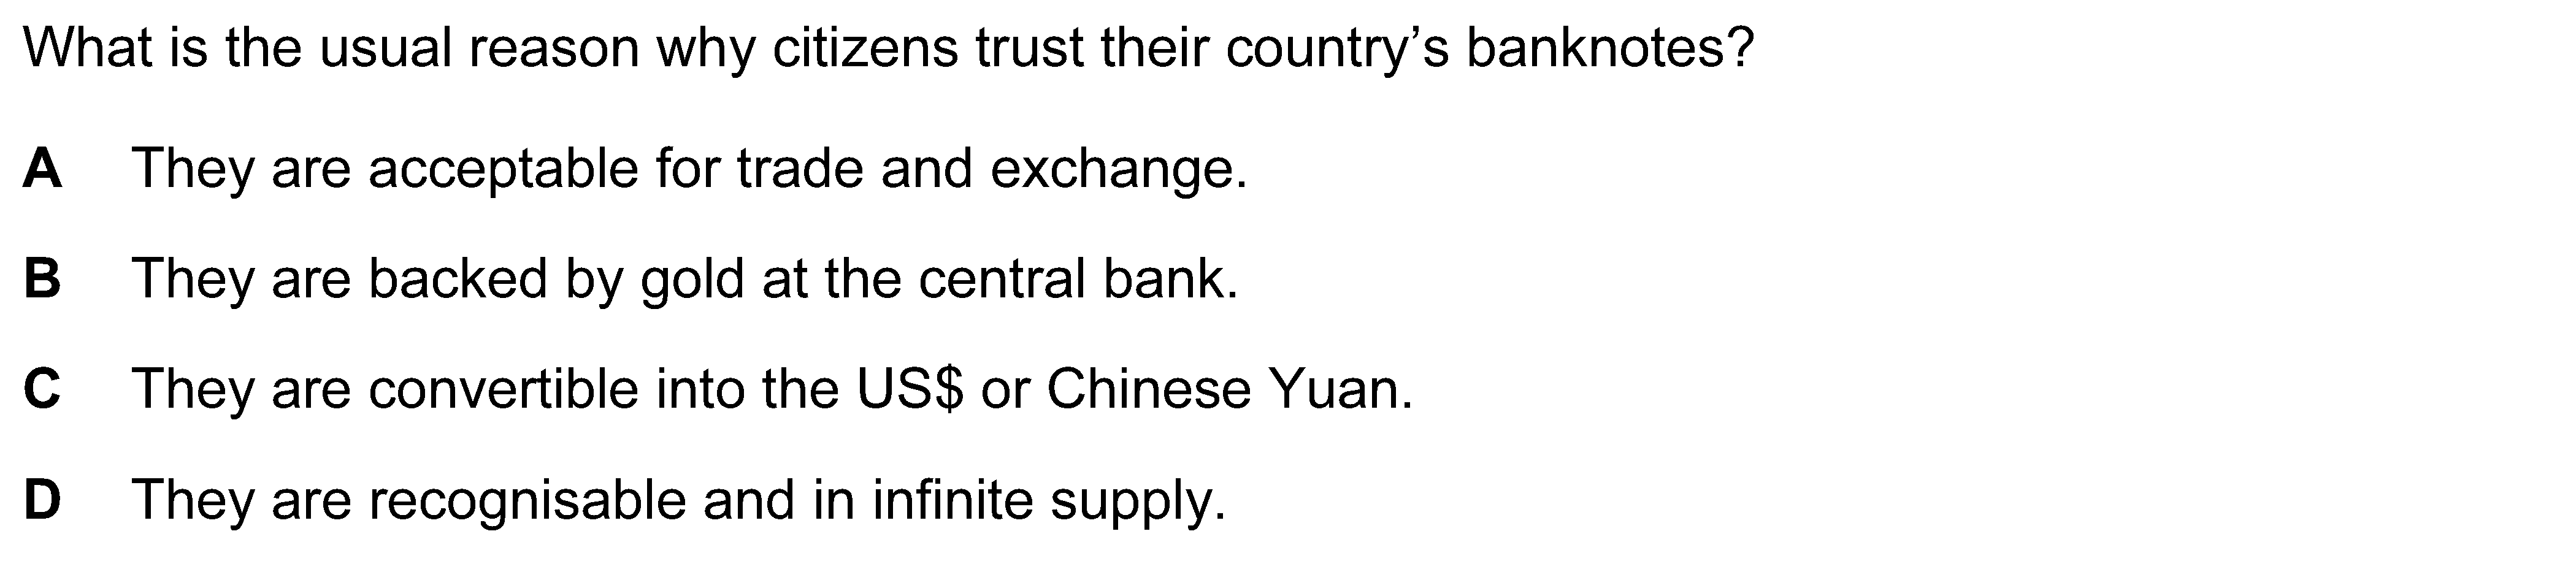 What is the usual reason why citizens trust their country’s banknotes?
A They are acceptable for trade and exchange.
B They are backed by gold at the central bank.
C They are convertible into the US$ or Chinese Yuan.
D They are recognisable and in infinite supply.